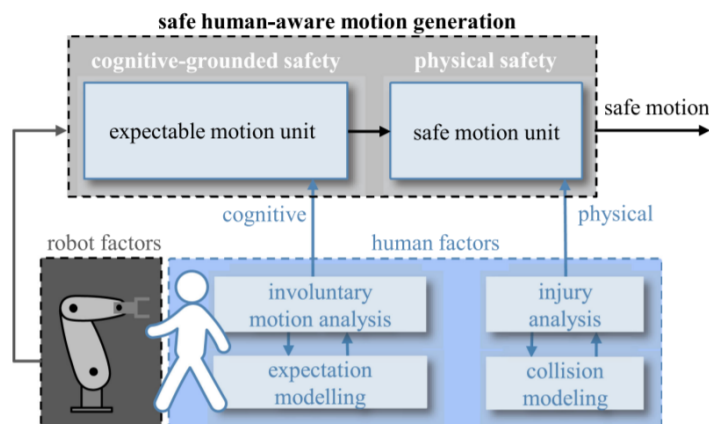 safe human-aware motion generation
cognitive-grounded safety
physical safety
expectable motion unit
safe motion unit
safe motion
cognitive
physical
robot factors
human factors
involuntary
motion analysis
injury
analysis
expectation
modelling
collision
modeling